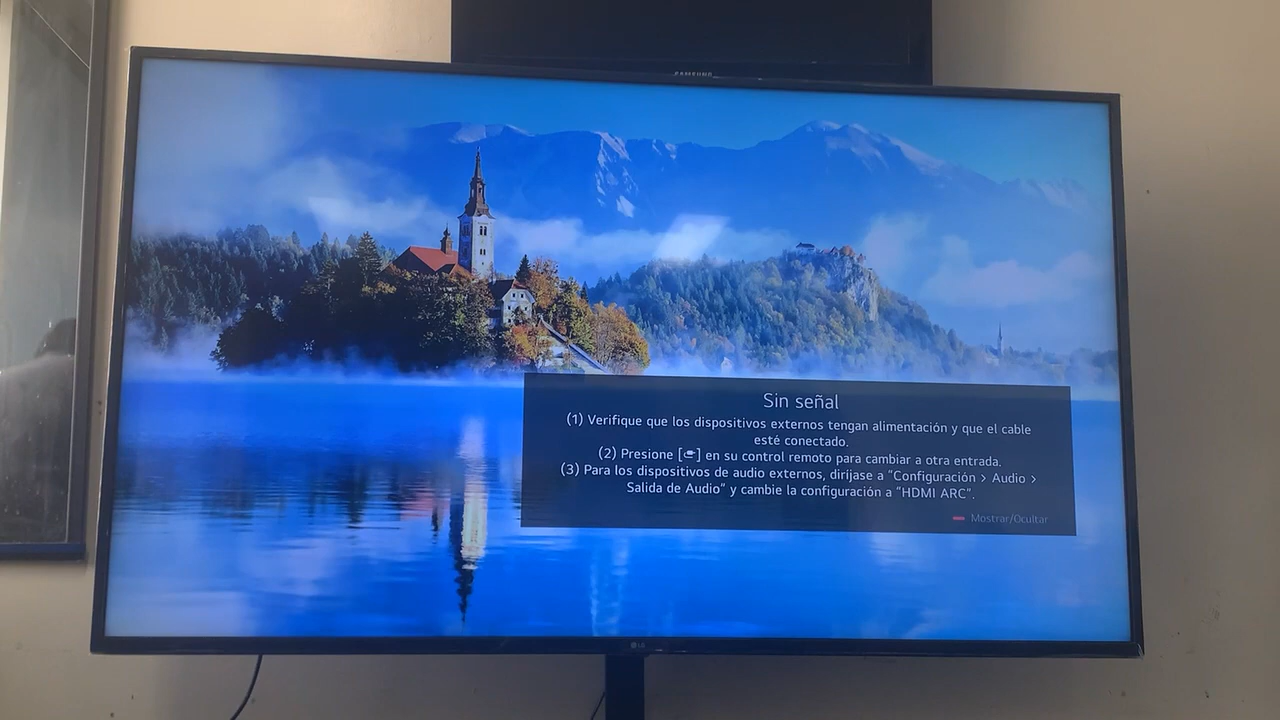 SAMSUNG
Sin señal
(1) Verifique que los dispositivos externos tengan alimentación y que el cable
esté conectado.
(2) Presione [ ] en su control remoto para cambiar a otra entrada.
(3) Para los dispositivos de audio externos, diríjase a "Configuración > Audio >
Salida de Audio" y cambie la configuración a "HDMI ARC".
Mostrar/Ocultar
LG